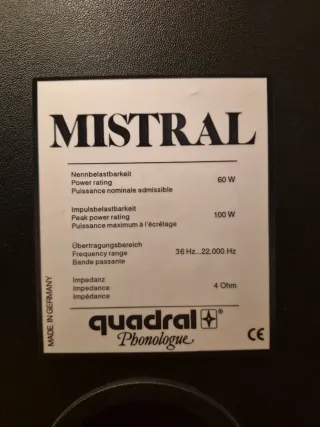 MISTRAL
Nennbelastbarkeit
Power rating 60 W
Puissance nominale admissible
Impulsbelastbarkeit
Peak power rating 100 W
Puissance maximum à l'écrêtage
Übertragungsbereich
Frequency range 36 Hz...22.000 Hz
Bande passante
Impedanz
Impedance 4 Ohm
Impédance
MADE IN GERMANY
quadral ®
Phonologue
CE